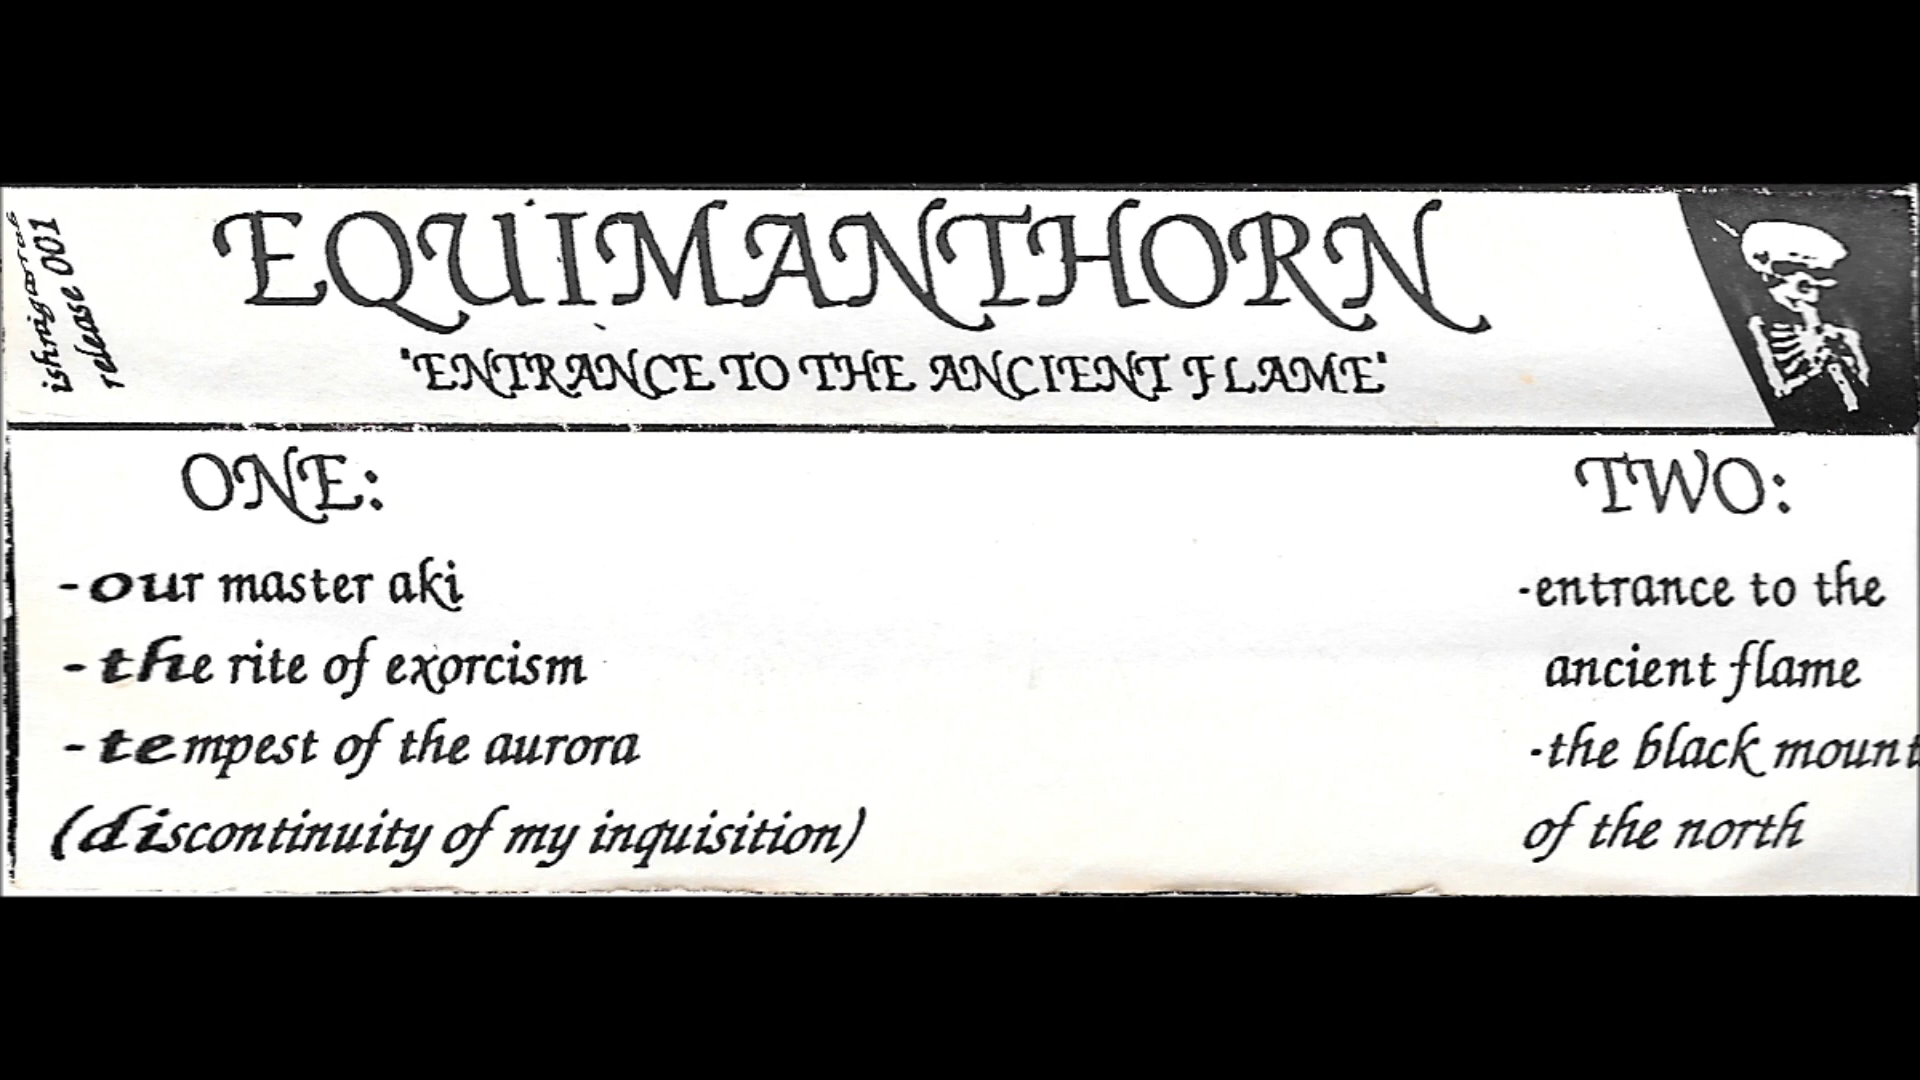 release 001
EQUIMANTHORN
"ENTRANCE TO THE ANCIENT FLAME"
ONE:
-our master aki
-the rite of exorcism
-tempest of the aurora
(discontinuity of my inquisition)
TWO:
-entrance to the
ancient flame
-the black mount
of the north